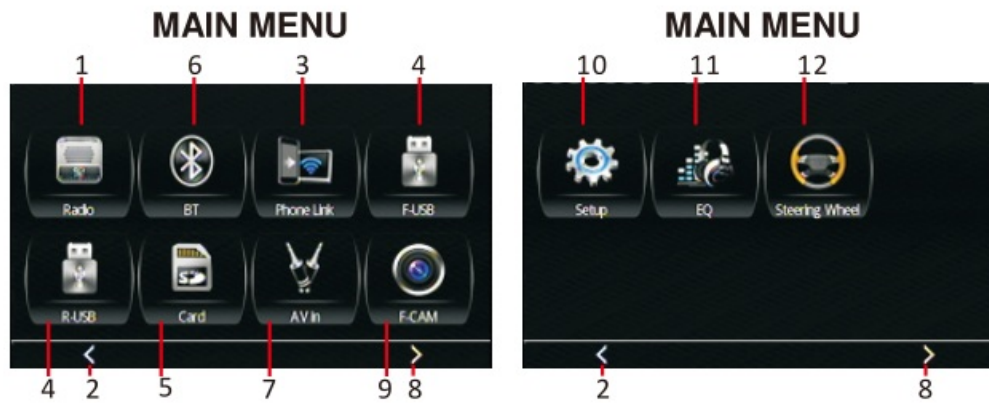 MAIN MENU MAIN MENU
1 6 3 4 10 11 12
Radio BT Phone Link F-USB Setup EQ Steering Wheel
SD
R-USB Card AV in F-CAM
< > < >
4 2 5 7 9 8 2 8